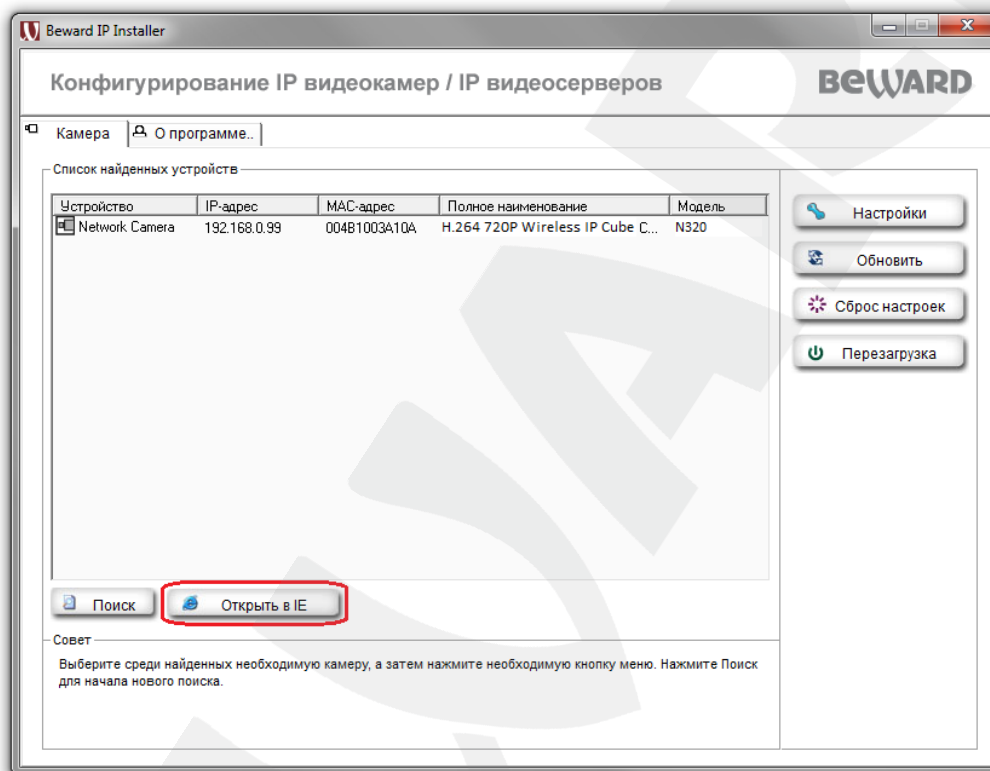 Beward IP Installer
Конфигурирование IP видеокамер / IP видеосерверов
BEWARD
Камера
О программе..
Список найденных устройств
Устройство IP-адрес MAC-адрес Полное наименование Модель
Network Camera 192.168.0.99 004B1003A10A H.264 720P Wireless IP Cube C... N320
Настройки
Обновить
Сброс настроек
Перезагрузка
Поиск
Открыть в IE
Совет
Выберите среди найденных необходимую камеру, а затем нажмите необходимую кнопку меню. Нажмите Поиск
для начала нового поиска.